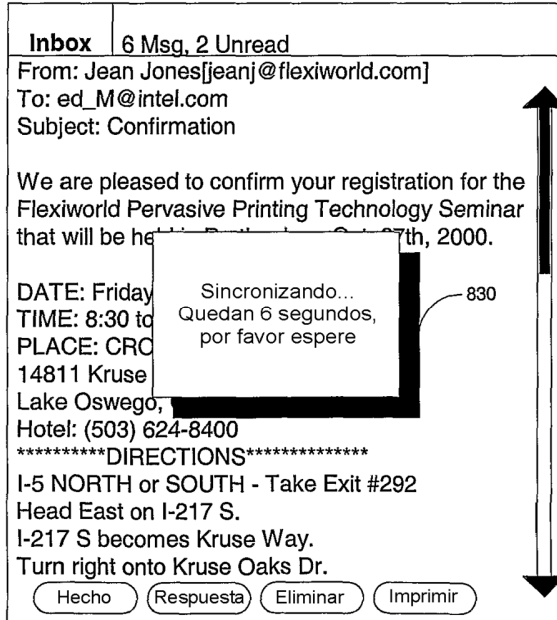 Inbox 6 Msg, 2 Unread
From: Jean Jones[jeanj@flexiworld.com]
To: ed_M@intel.com
Subject: Confirmation
We are pleased to confirm your registration for the
Flexiworld Pervasive Printing Technology Seminar
that will be 7th, 2000.
DATE: Friday
TIME: 8:30 to
PLACE: CRO
14811 Kruse
Lake Oswego,
Hotel: (503) 624-8400
Sincronizando...
Quedan 6 segundos,
por favor espere
830
**********DIRECTIONS**************
I-5 NORTH or SOUTH - Take Exit #292
Head East on I-217 S.
I-217 S becomes Kruse Way.
Turn right onto Kruse Oaks Dr.
Hecho Respuesta Eliminar Imprimir